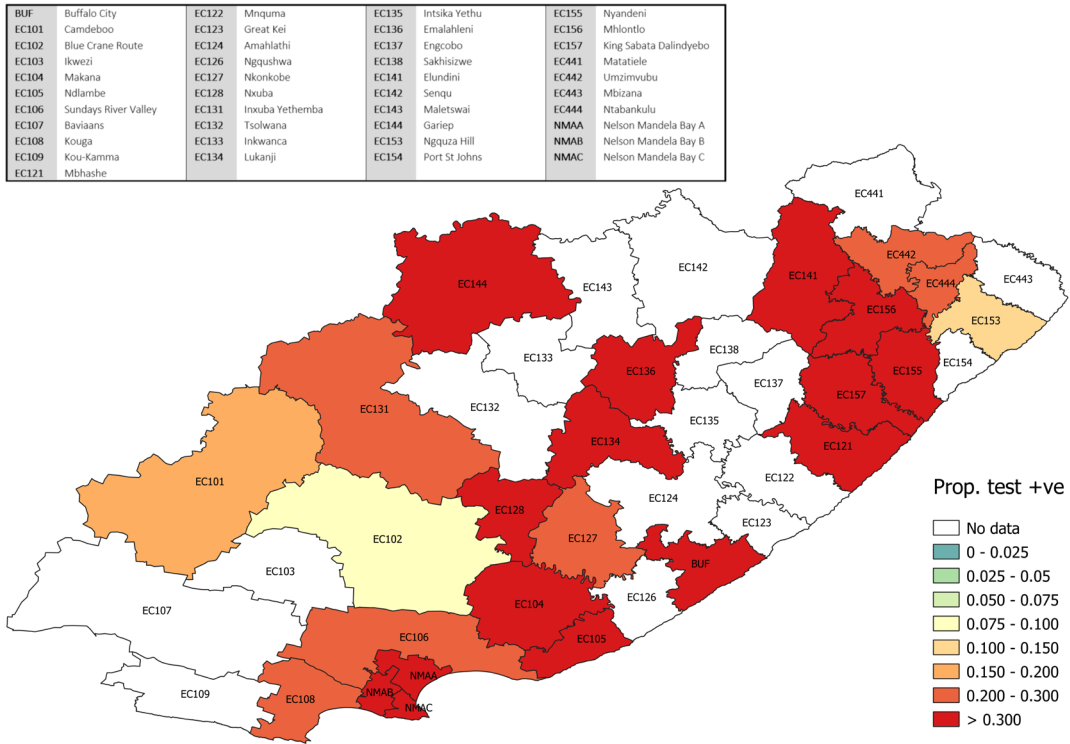 BUF Buffalo City EC122 Mnquma EC135 Intsika Yethu EC155 Nyandeni
EC101 Camdeboo EC123 Great Kei EC136 Emalahleni EC156 Mhlontlo
EC102 Blue Crane Route EC124 Amahlathi EC137 Engcobo EC157 King Sabata Dalindyebo
EC103 Ikwezi EC126 Ngqushwa EC138 Sakhisizwe EC441 Matatiele
EC104 Makana EC127 Nkonkobe EC141 Elundini EC442 Umzimvubu
EC105 Ndlambe EC128 Nxuba EC142 Senqu EC443 Mbizana
EC106 Sundays River Valley EC131 Inxuba Yethemba EC143 Maletswai EC444 Ntabankulu
EC107 Baviaans EC132 Tsolwana EC144 Gariep NMAA Nelson Mandela Bay A
EC108 Kouga EC133 Inkwanca EC153 Ngquza Hill NMAB Nelson Mandela Bay B
EC109 Kou-Kamma EC134 Lukanji EC154 Port St Johns NMAC Nelson Mandela Bay C
EC121 Mbhashe
EC441
EC442
EC142
EC141
EC443
EC144
EC143
EC444
EC156
EC153
EC133
EC138
EC154
EC136
EC155
EC137
EC157
EC131
EC132
EC135
EC134
EC121
EC101
EC122
EC124
EC128
EC123
EC102
EC127
BUF
EC103
EC126
EC104
EC107
EC106
EC105
NMAA
EC109
EC108
NMAB
NMAC
Prop. test +ve
No data
0 - 0.025
0.025 - 0.05
0.050 - 0.075
0.075 - 0.100
0.100 - 0.150
0.150 - 0.200
0.200 - 0.300
> 0.300